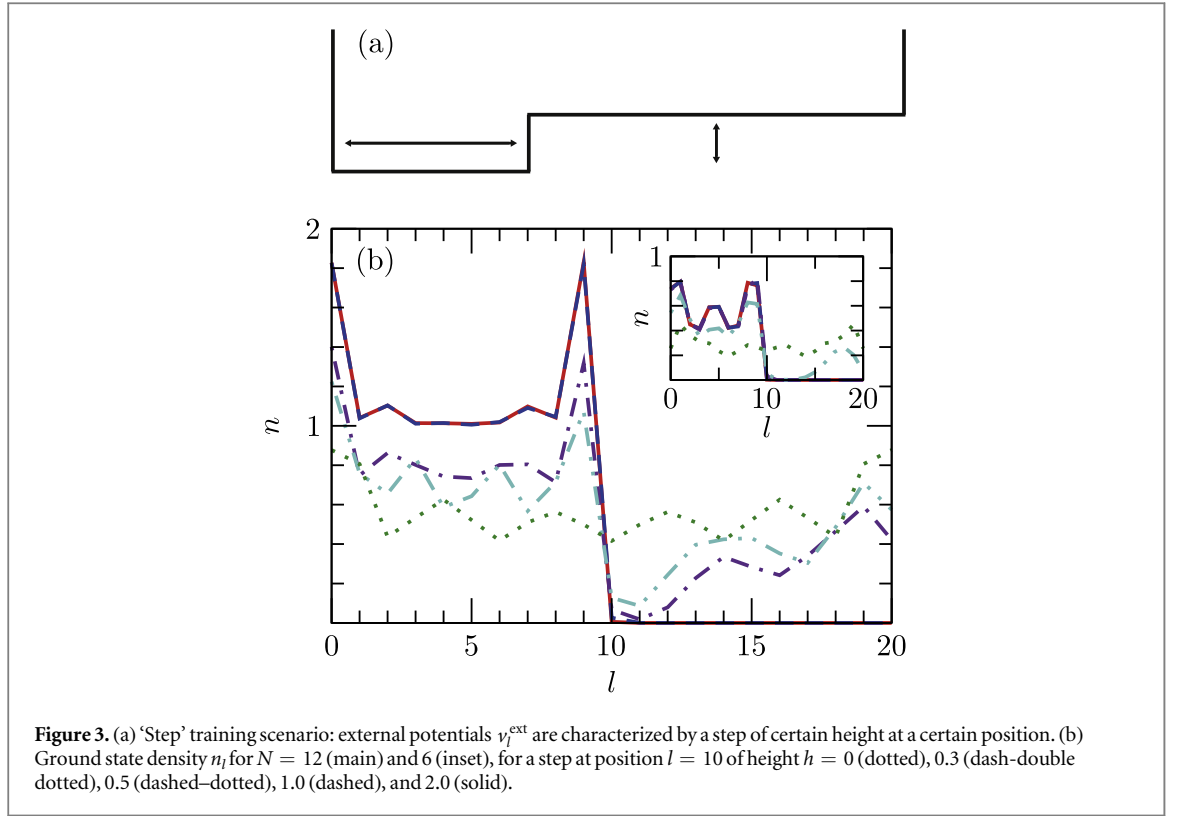 (a)
2
(b)
1
n
1
n
0
10
20
l
0
5
10
15
20
l
Figure 3. (a) ‘Step’ training scenario: external potentials νₗᵉˣᵗ are characterized by a step of certain height at a certain position. (b)
Ground state density nₗ for N = 12 (main) and 6 (inset), for a step at position l = 10 of height h = 0 (dotted), 0.3 (dash-double
dotted), 0.5 (dashed–dotted), 1.0 (dashed), and 2.0 (solid).